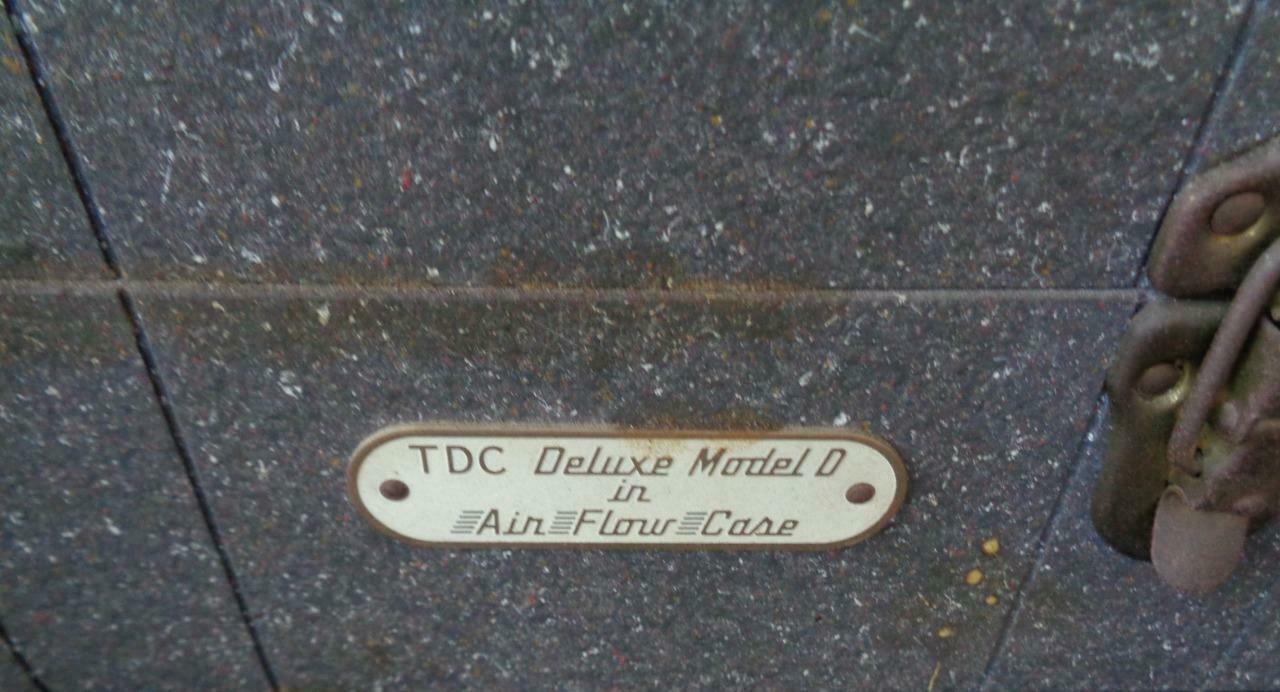 TDC Deluxe Model D
in
Air Flow Case